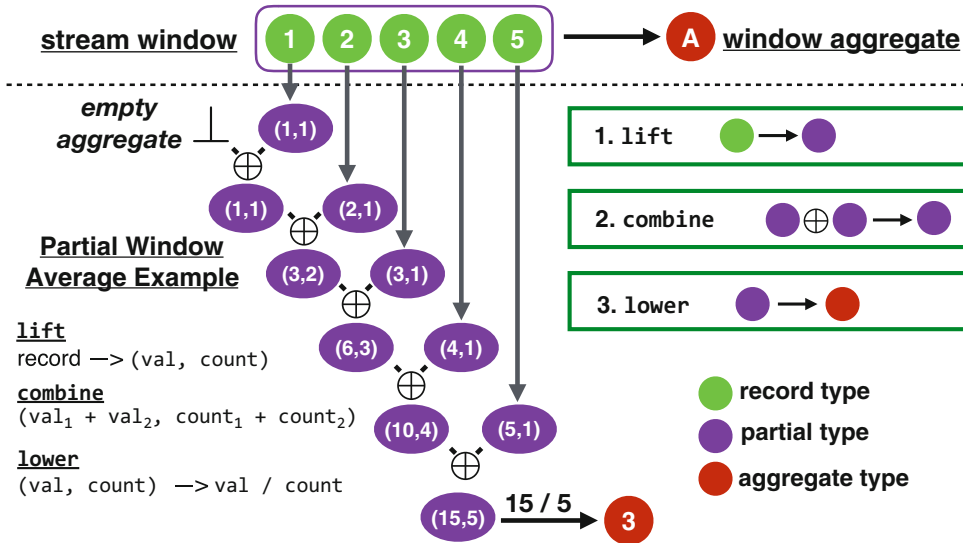 stream window 1 2 3 4 5 A window aggregate
empty
aggregate
(1,1)
(1,1) (2,1)
(3,2) (3,1)
(6,3) (4,1)
(10,4) (5,1)
(15,5) 15 / 5 3
Partial Window
Average Example
lift
record —> (val, count)
combine
(val₁ + val₂, count₁ + count₂)
lower
(val, count) —> val / count
1. lift
2. combine
3. lower
record type
partial type
aggregate type